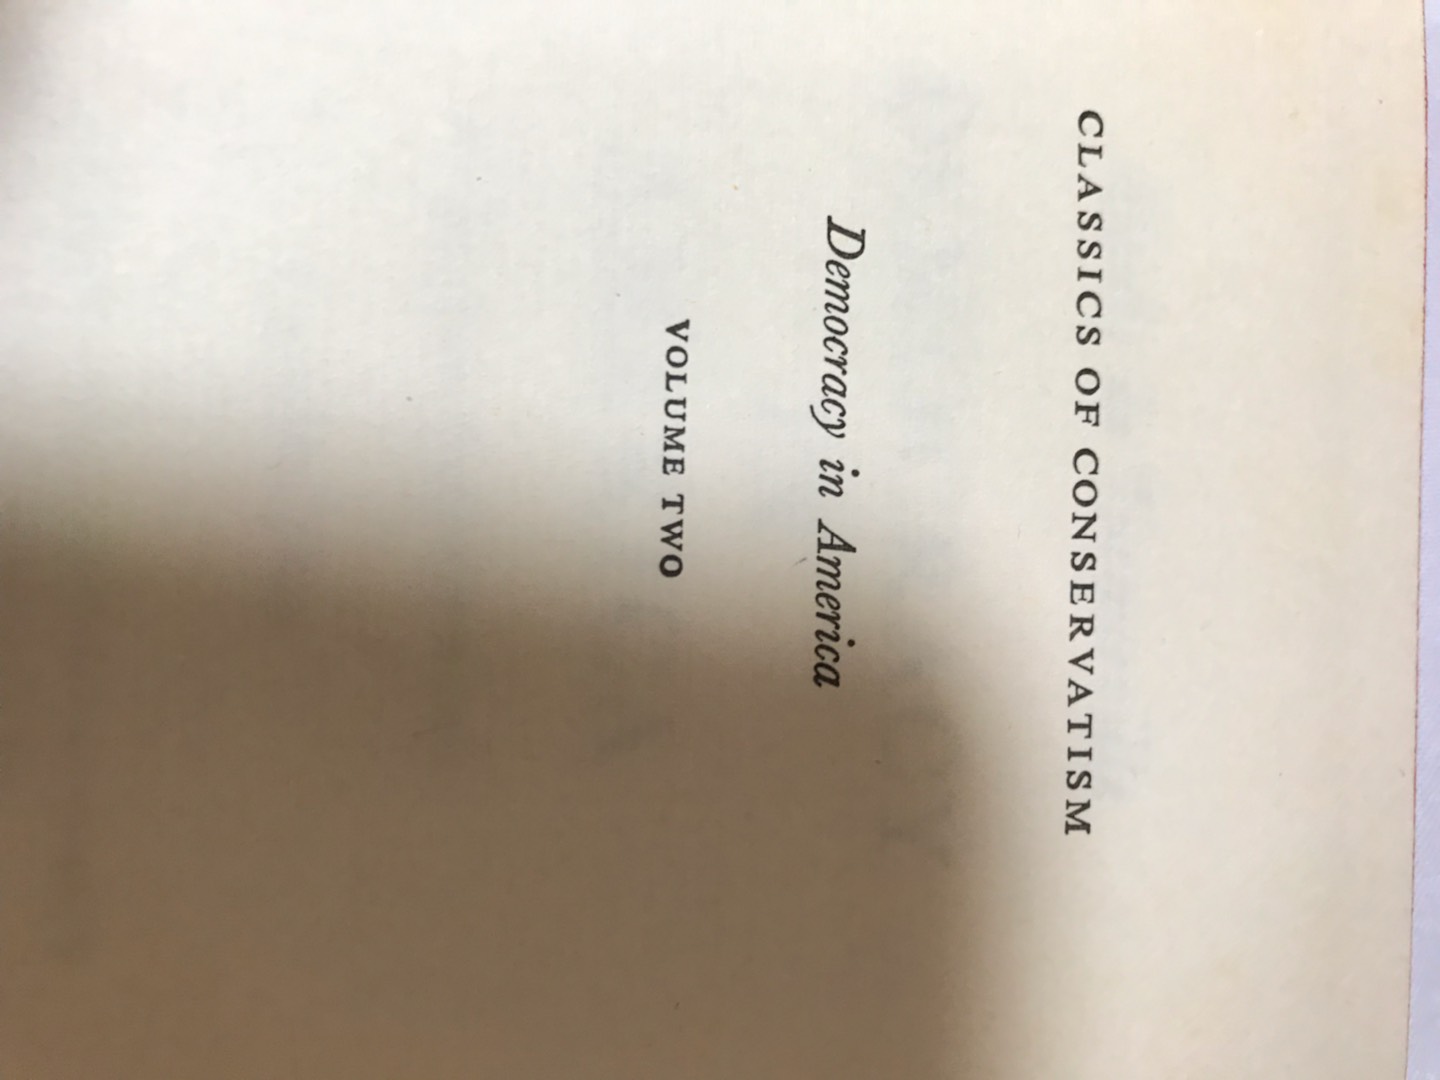 CLASSICS OF CONSERVATISM
Democracy in America
VOLUME TWO